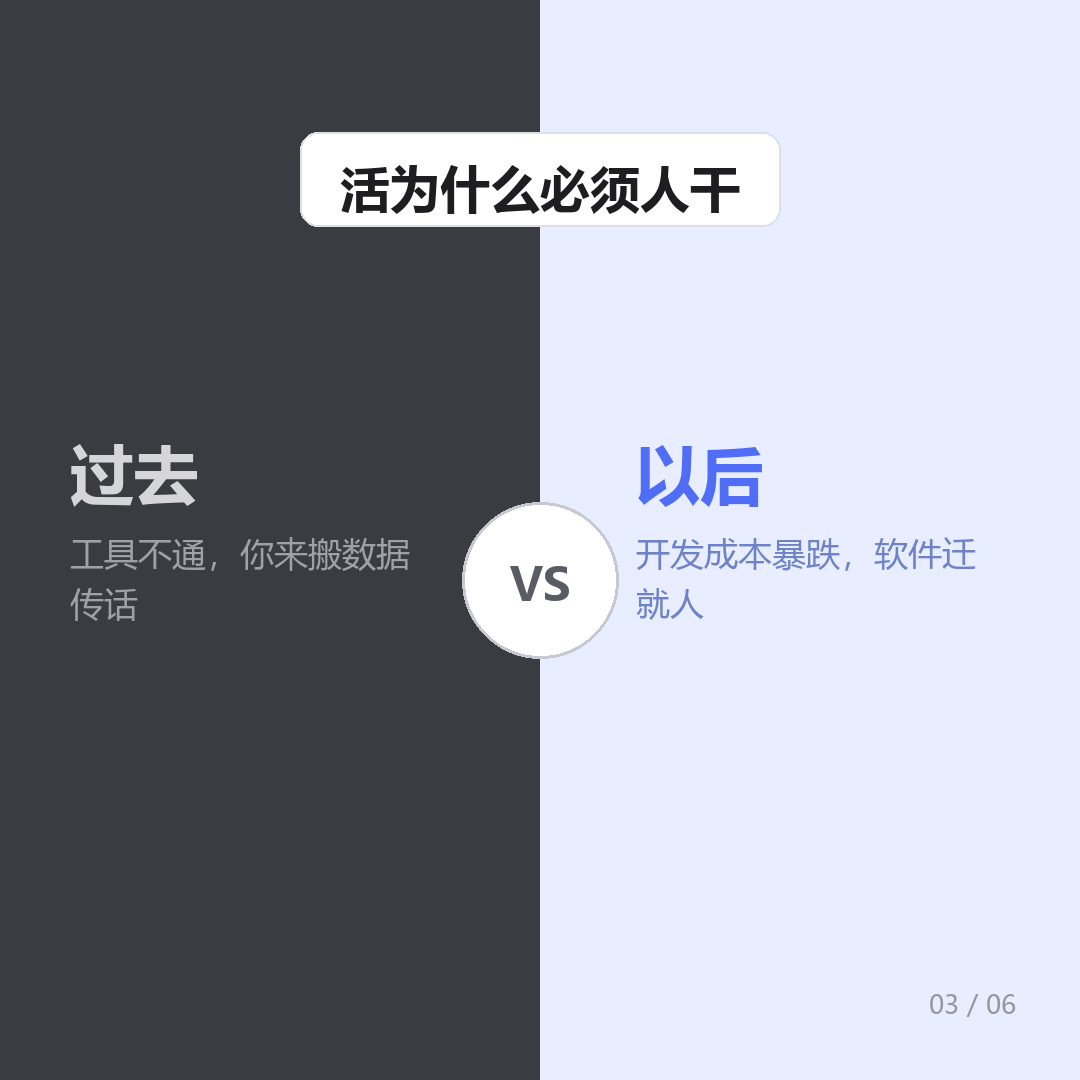 活为什么必须人干
过去
工具不通，你来搬数据
传话
VS
以后
开发成本暴跌，软件迁
就人
03 / 06